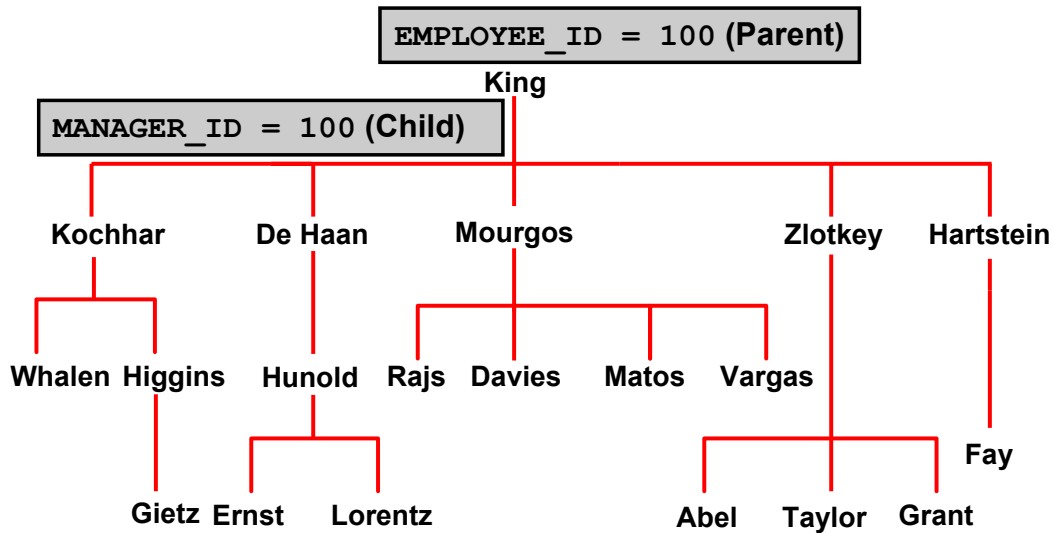 EMPLOYEE_ID = 100 (Parent)
King
MANAGER_ID = 100 (Child)
Kochhar De Haan Mourgos Zlotkey Hartstein
Whalen Higgins Hunold Rajs Davies Matos Vargas
Fay
Gietz Ernst Lorentz Abel Taylor Grant